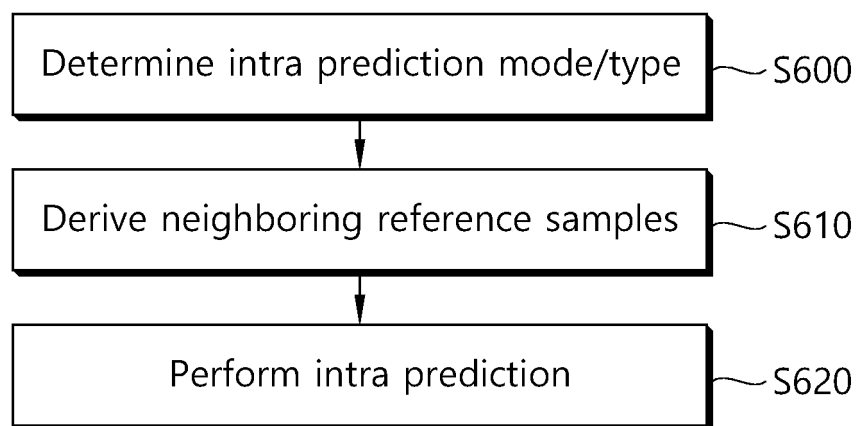 Determine intra prediction mode/type
S600
Derive neighboring reference samples
S610
Perform intra prediction
S620